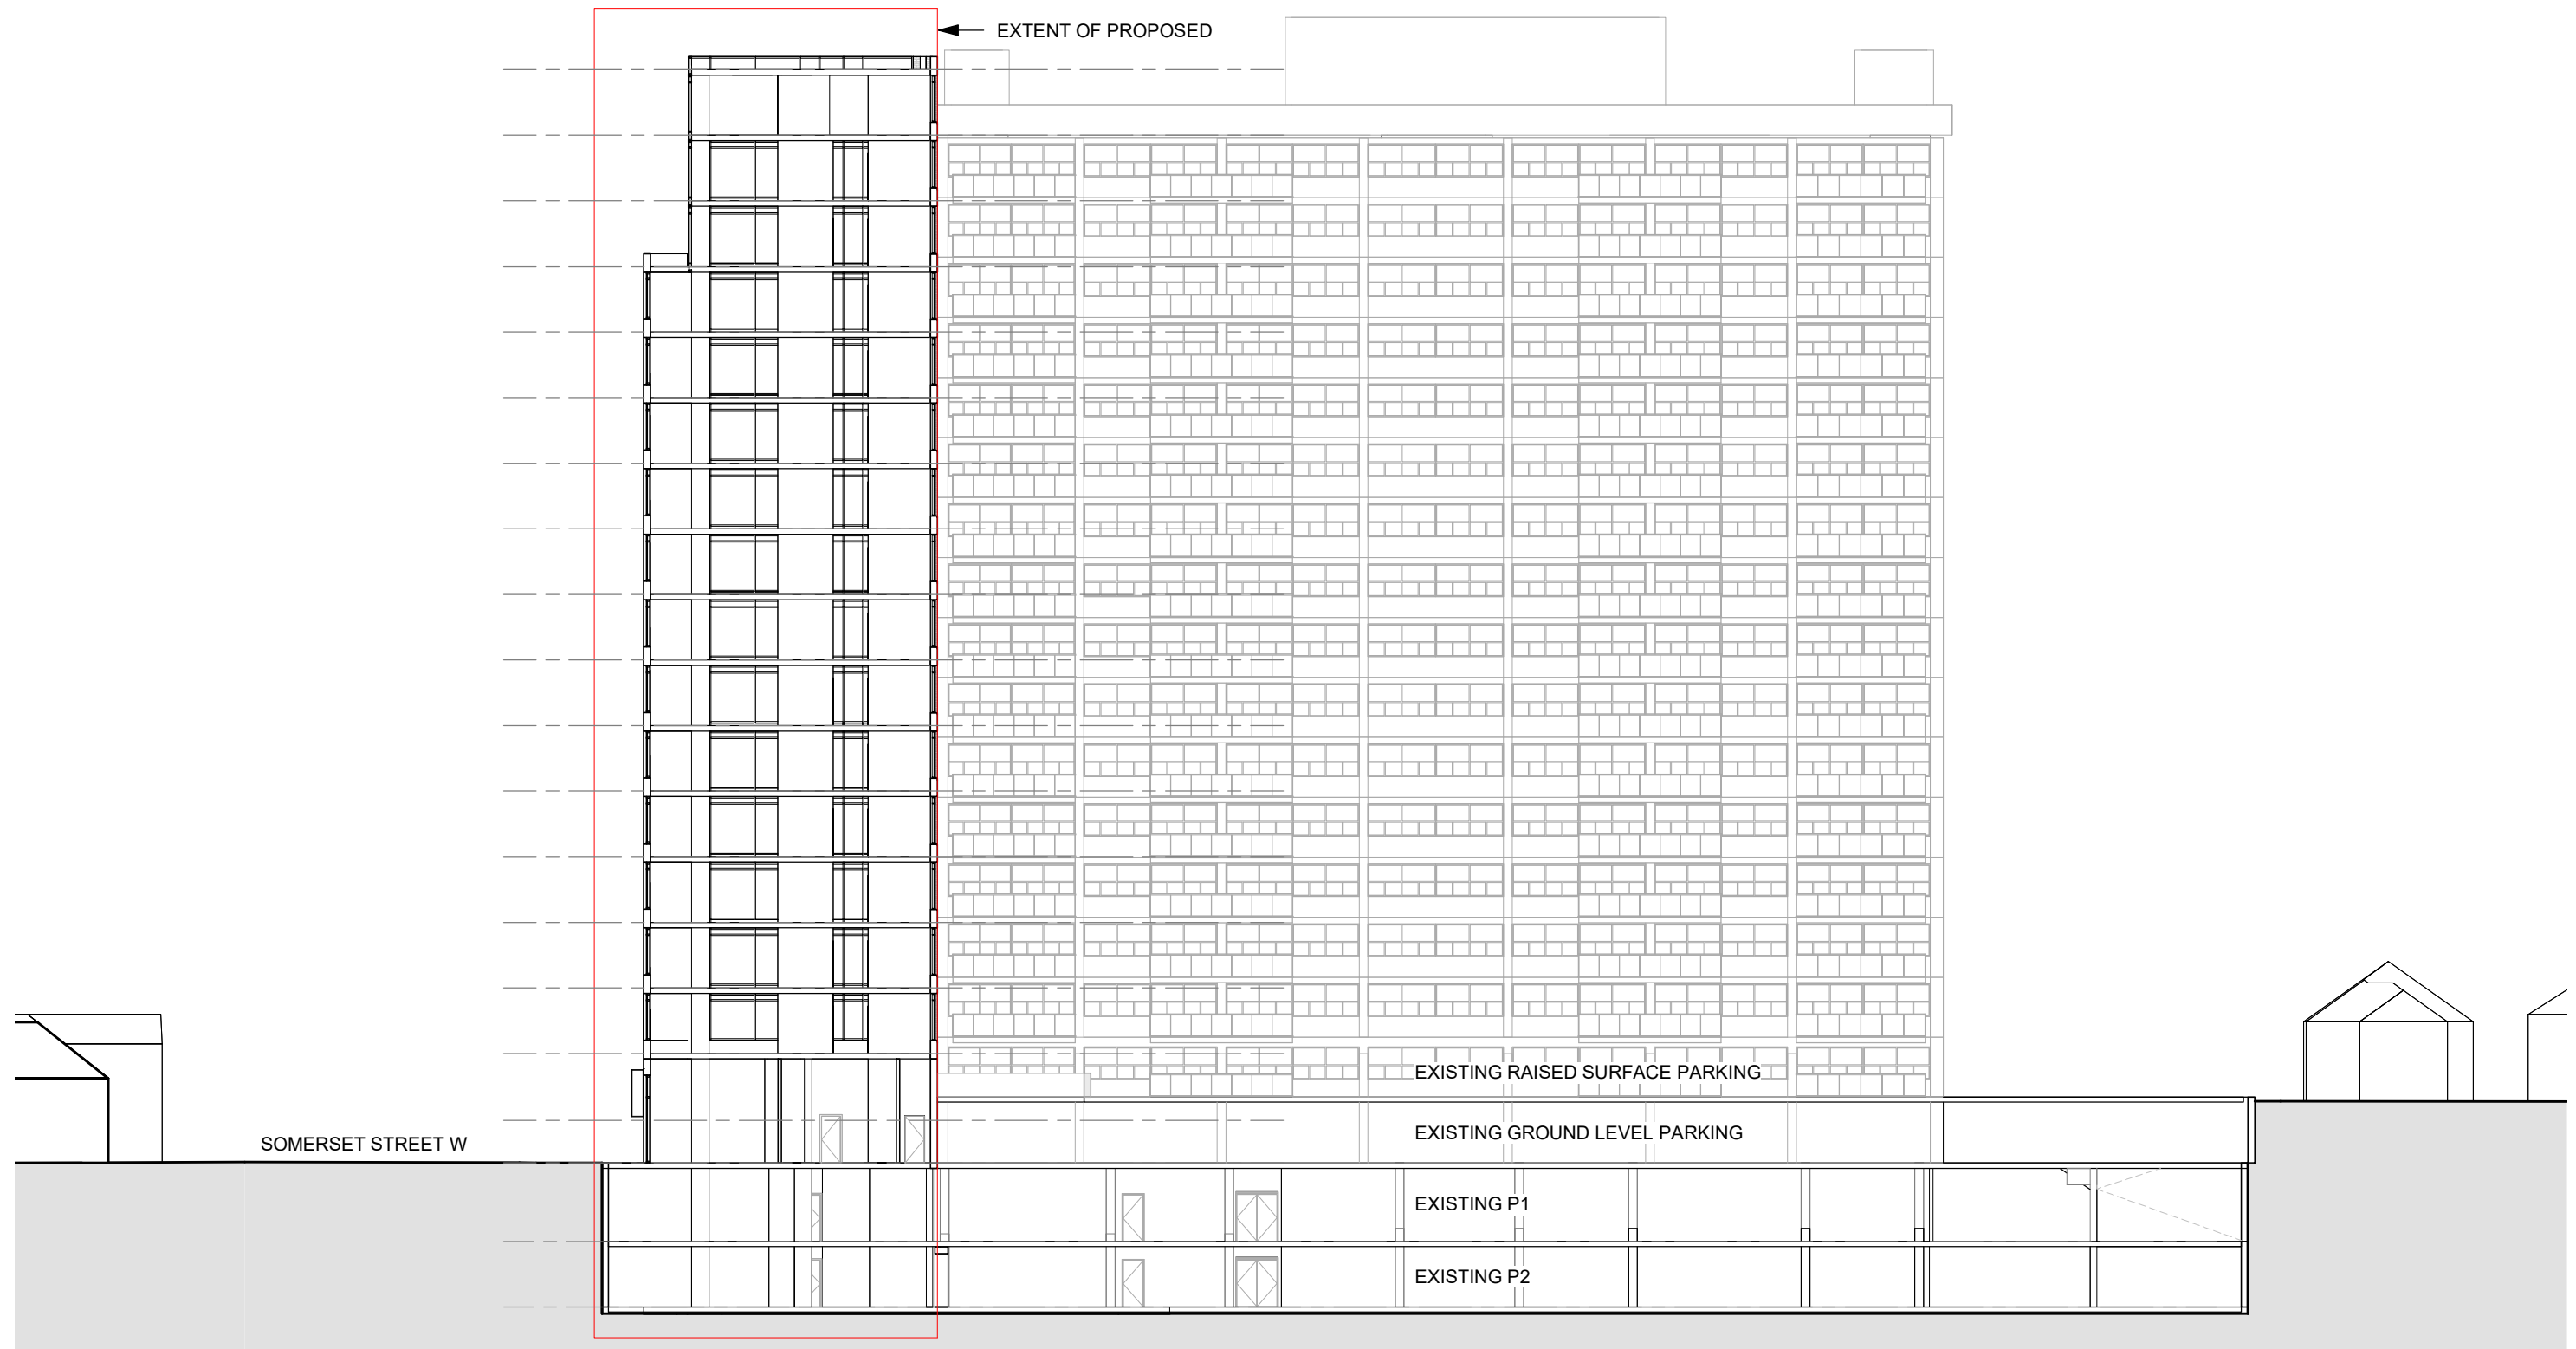 EXTENT OF PROPOSED
EXISTING RAISED SURFACE PARKING
EXISTING GROUND LEVEL PARKING
SOMERSET STREET W
EXISTING P1
EXISTING P2